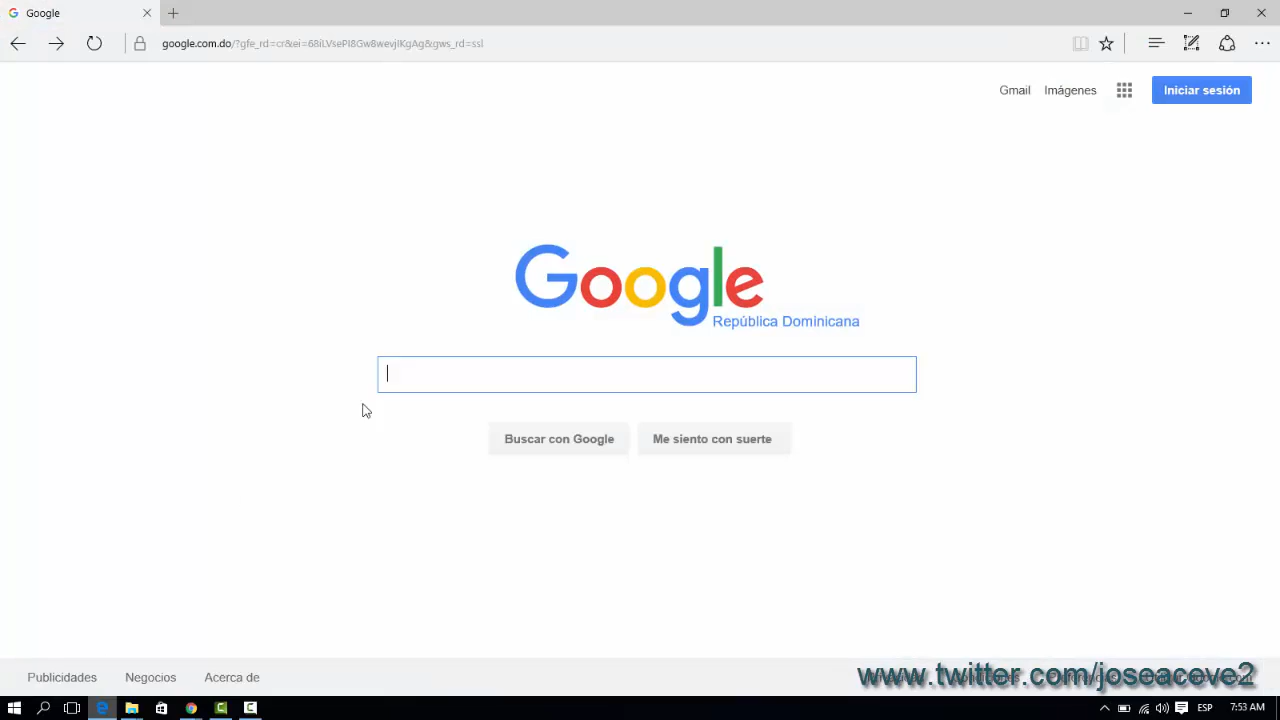 Google
google.com.do/?gfe_rd=cr&ei=68iLVsePI8Gw8wevjIKgAg&gws_rd=ssl
Gmail Imágenes Iniciar sesión
Google
República Dominicana
Buscar con Google Me siento con suerte
Publicidades Negocios Acerca de
www.twitter.com/joseacove2
ESP 7:53 AM